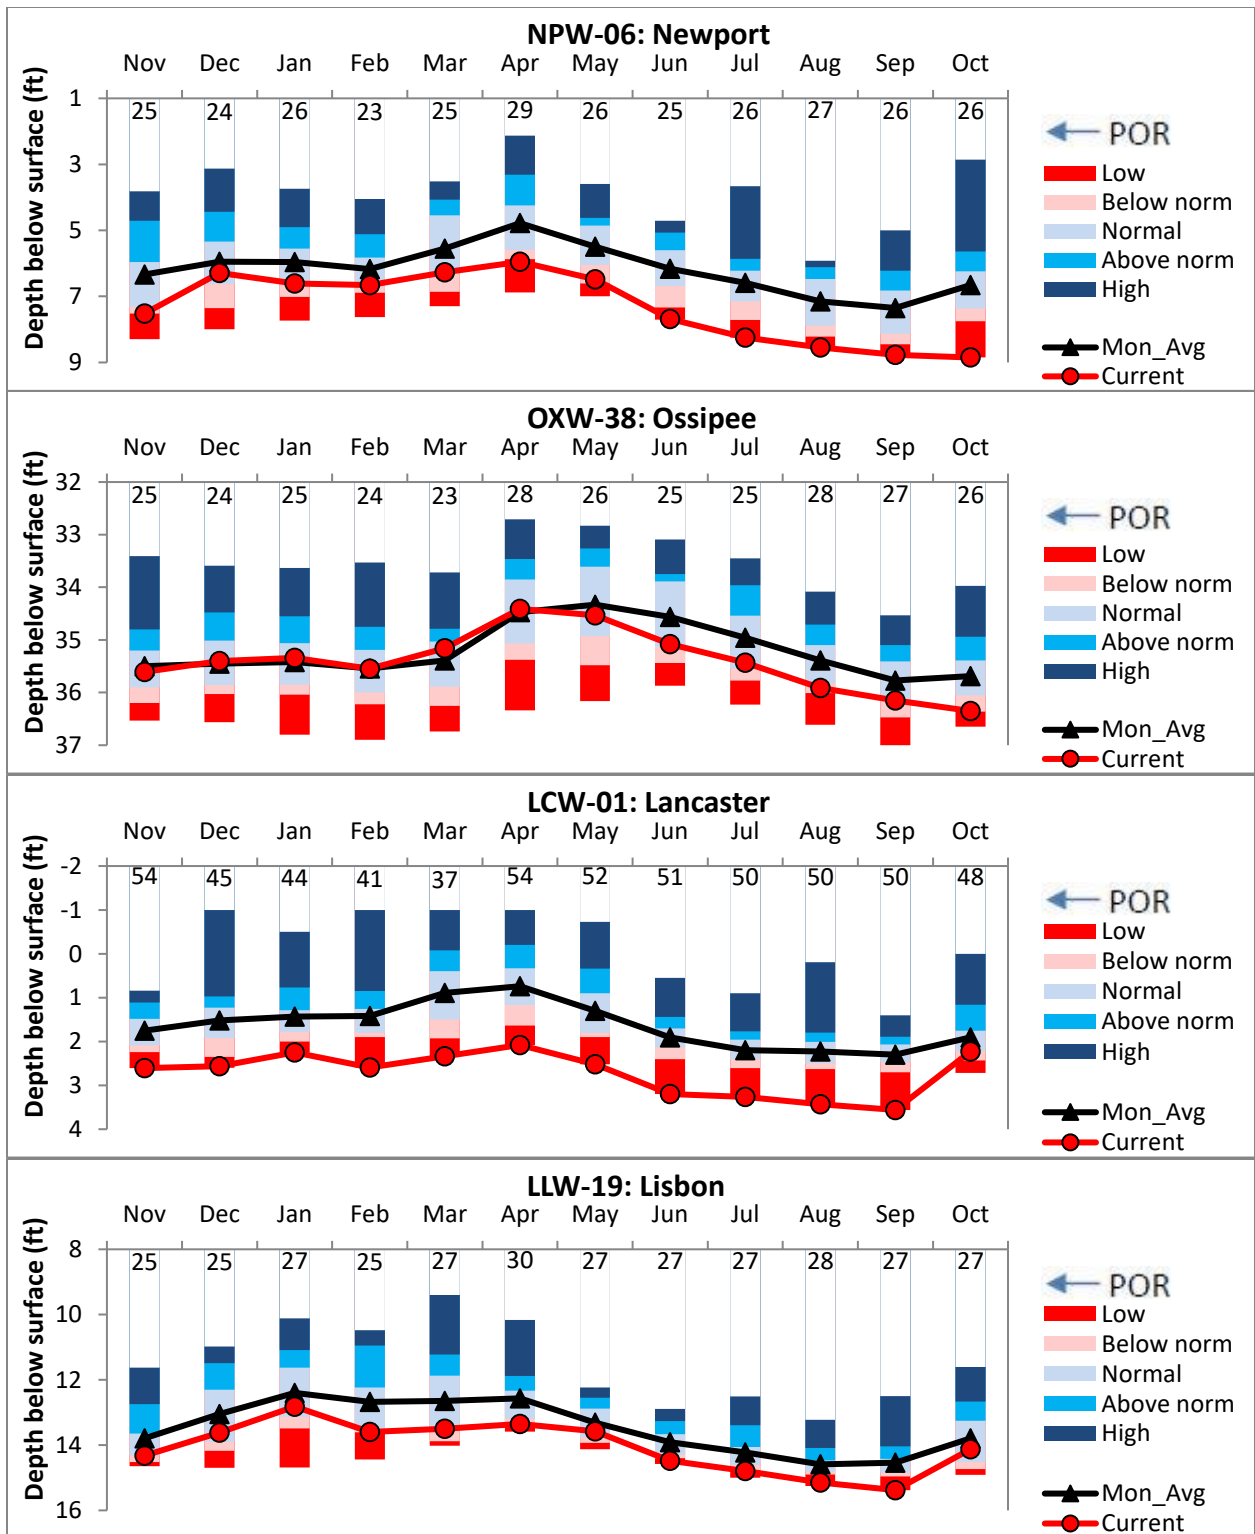 NPW-06: Newport
Nov Dec Jan Feb Mar Apr May Jun Jul Aug Sep Oct
Depth below surface (ft)
1
3
5
7
9
25 24 26 23 25 29 26 25 26 27 26 26
POR
Low
Below norm
Normal
Above norm
High
Mon_Avg
Current
OXW-38: Ossipee
Nov Dec Jan Feb Mar Apr May Jun Jul Aug Sep Oct
Depth below surface (ft)
32
33
34
35
36
37
25 24 25 24 23 28 26 25 25 28 27 26
POR
Low
Below norm
Normal
Above norm
High
Mon_Avg
Current
LCW-01: Lancaster
Nov Dec Jan Feb Mar Apr May Jun Jul Aug Sep Oct
Depth below surface (ft)
-2
-1
0
1
2
3
4
54 45 44 41 37 54 52 51 50 50 50 48
POR
Low
Below norm
Normal
Above norm
High
Mon_Avg
Current
LLW-19: Lisbon
Nov Dec Jan Feb Mar Apr May Jun Jul Aug Sep Oct
Depth below surface (ft)
8
10
12
14
16
25 25 27 25 27 30 27 27 27 28 27 27
POR
Low
Below norm
Normal
Above norm
High
Mon_Avg
Current